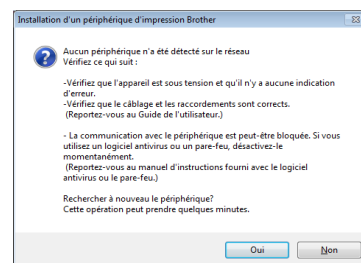 Installation d'un périphérique d'impression Brother
Aucun périphérique n'a été détecté sur le réseau
Vérifiez ce qui suit :
-Vérifiez que l'appareil est sous tension et qu'il n'y a aucune indication
d'erreur.
-Vérifiez que le câblage et les raccordements sont corrects.
(Reportez-vous au Guide de l'utilisateur.)
- La communication avec le périphérique est peut-être bloquée. Si vous
utilisez un logiciel antivirus ou un pare-feu, désactivez-le
momentanément.
(Reportez-vous au manuel d'instructions fourni avec le logiciel
antivirus ou le pare-feu.)
Rechercher à nouveau le périphérique?
Cette opération peut prendre quelques minutes.
Oui
Non